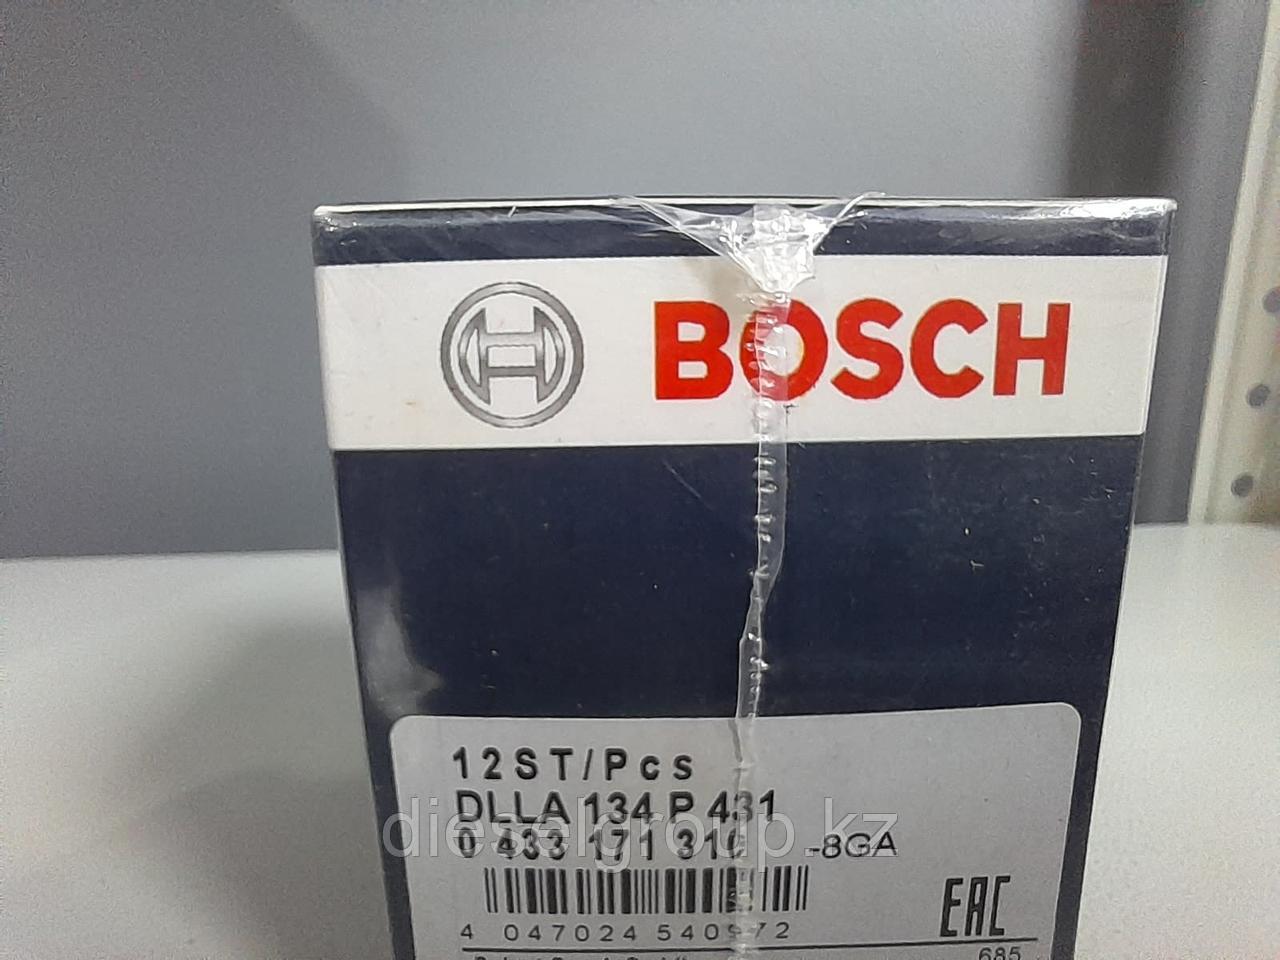 BOSCH
12ST/Pcs
DLLA 134 P 431
0 433 171 310 -8GA
dieselgroup.kz
4 047024 540972
EAC
685